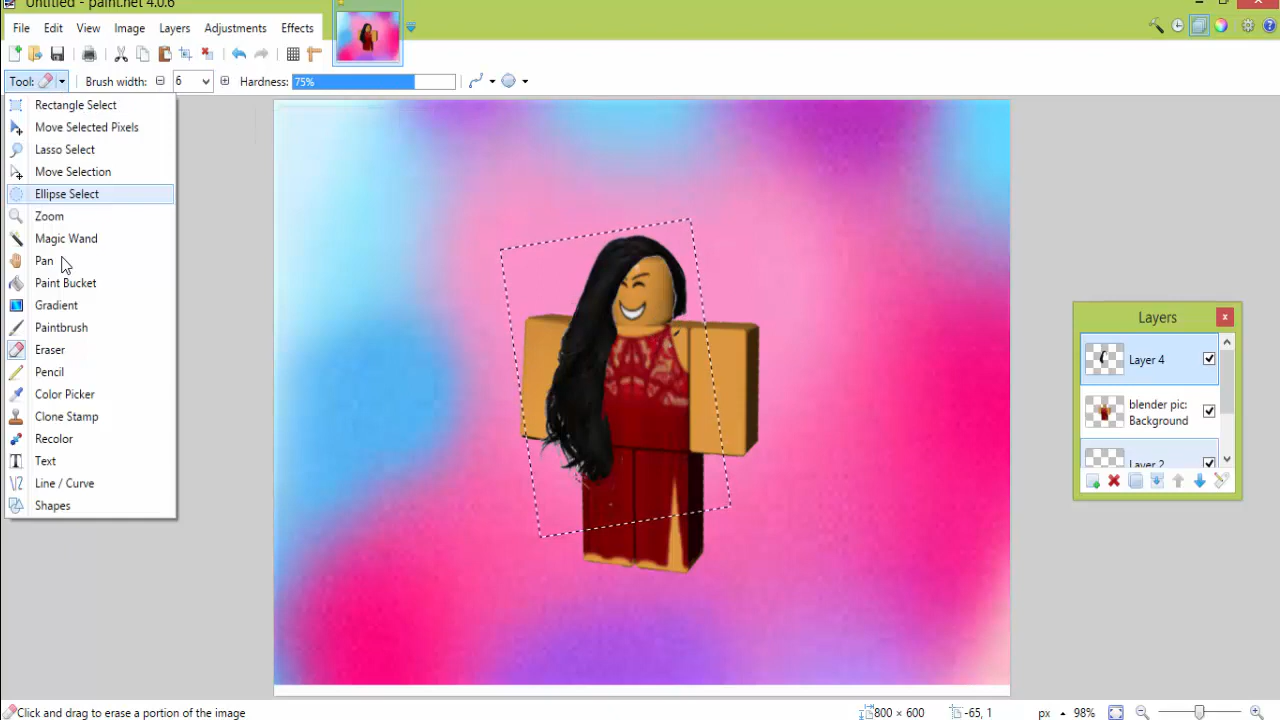 Untitled - paint.net 4.0.6
File Edit View Image Layers Adjustments Effects
Tool: Brush width: 6 Hardness: 75%
Rectangle Select
Move Selected Pixels
Lasso Select
Move Selection
Ellipse Select
Zoom
Magic Wand
Pan
Paint Bucket
Gradient
Paintbrush
Eraser
Pencil
Color Picker
Clone Stamp
Recolor
Text
Line / Curve
Shapes
Layers
Layer 4
blender pic:
Background
Layer 2
Click and drag to erase a portion of the image
800 × 600
-65, 1
px
98%